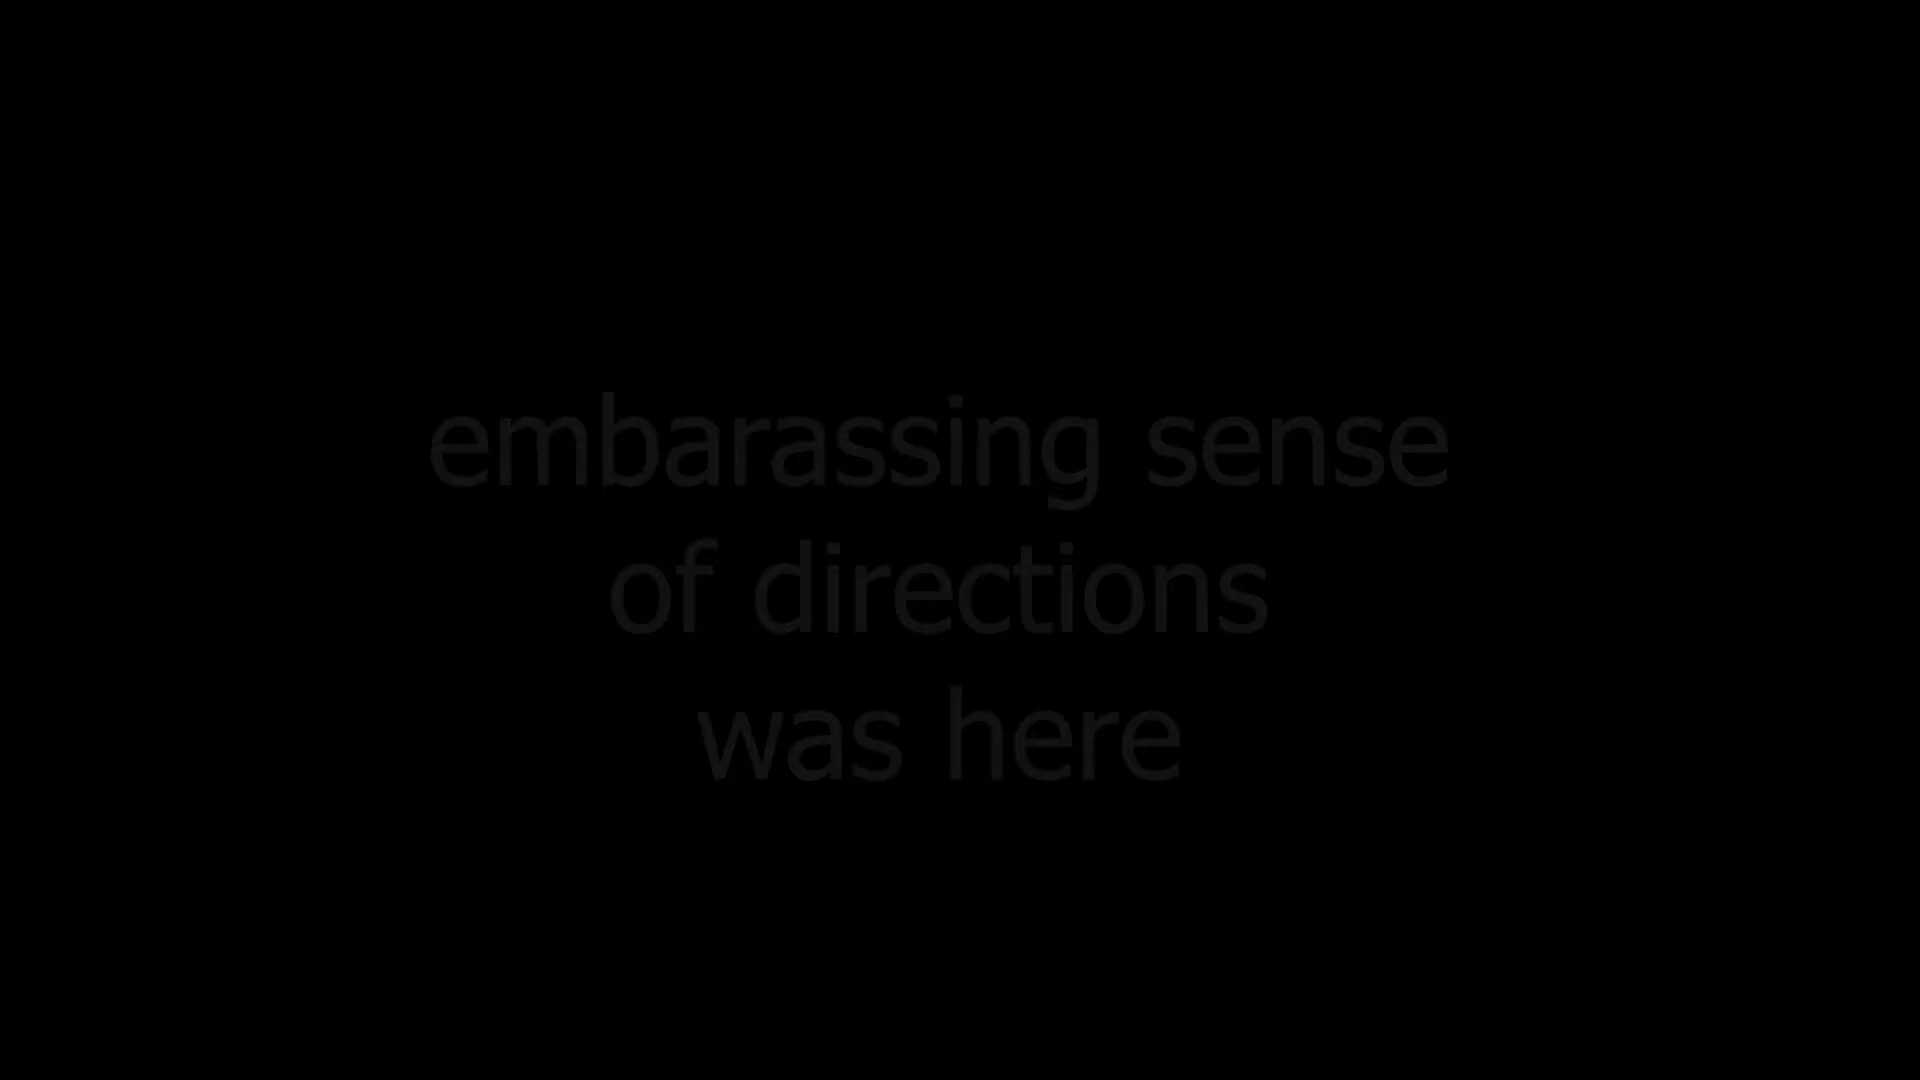 embarassing sense
of directions
was here